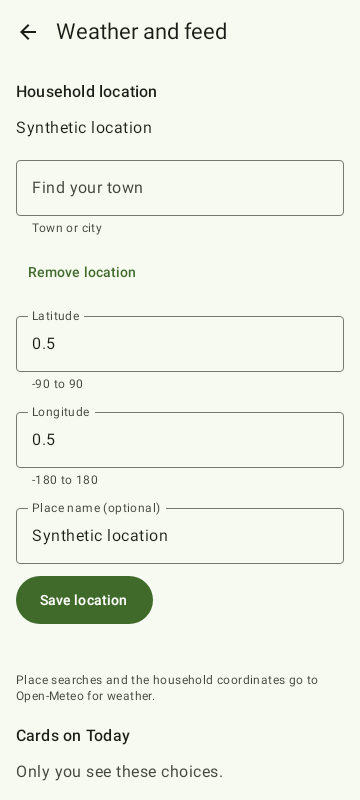 Weather and feed
Household location
Synthetic location
Find your town
Town or city
Remove location
Latitude
0.5
-90 to 90
Longitude
0.5
-180 to 180
Place name (optional)
Synthetic location
Save location
Place searches and the household coordinates go to
Open-Meteo for weather.
Cards on Today
Only you see these choices.